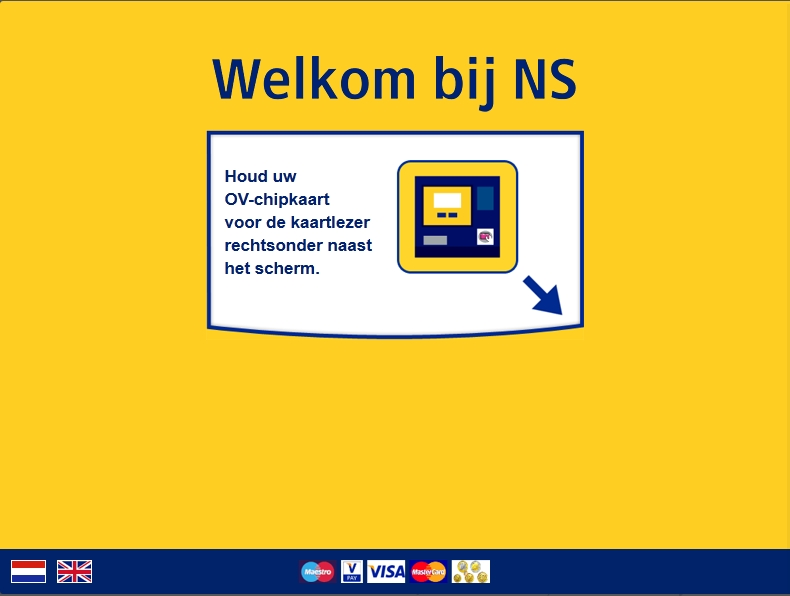 Welkom bij NS
Houd uw
OV-chipkaart
voor de kaartlezer
rechtsonder naast
het scherm.
Maestro
V
PAY
VISA
MasterCard